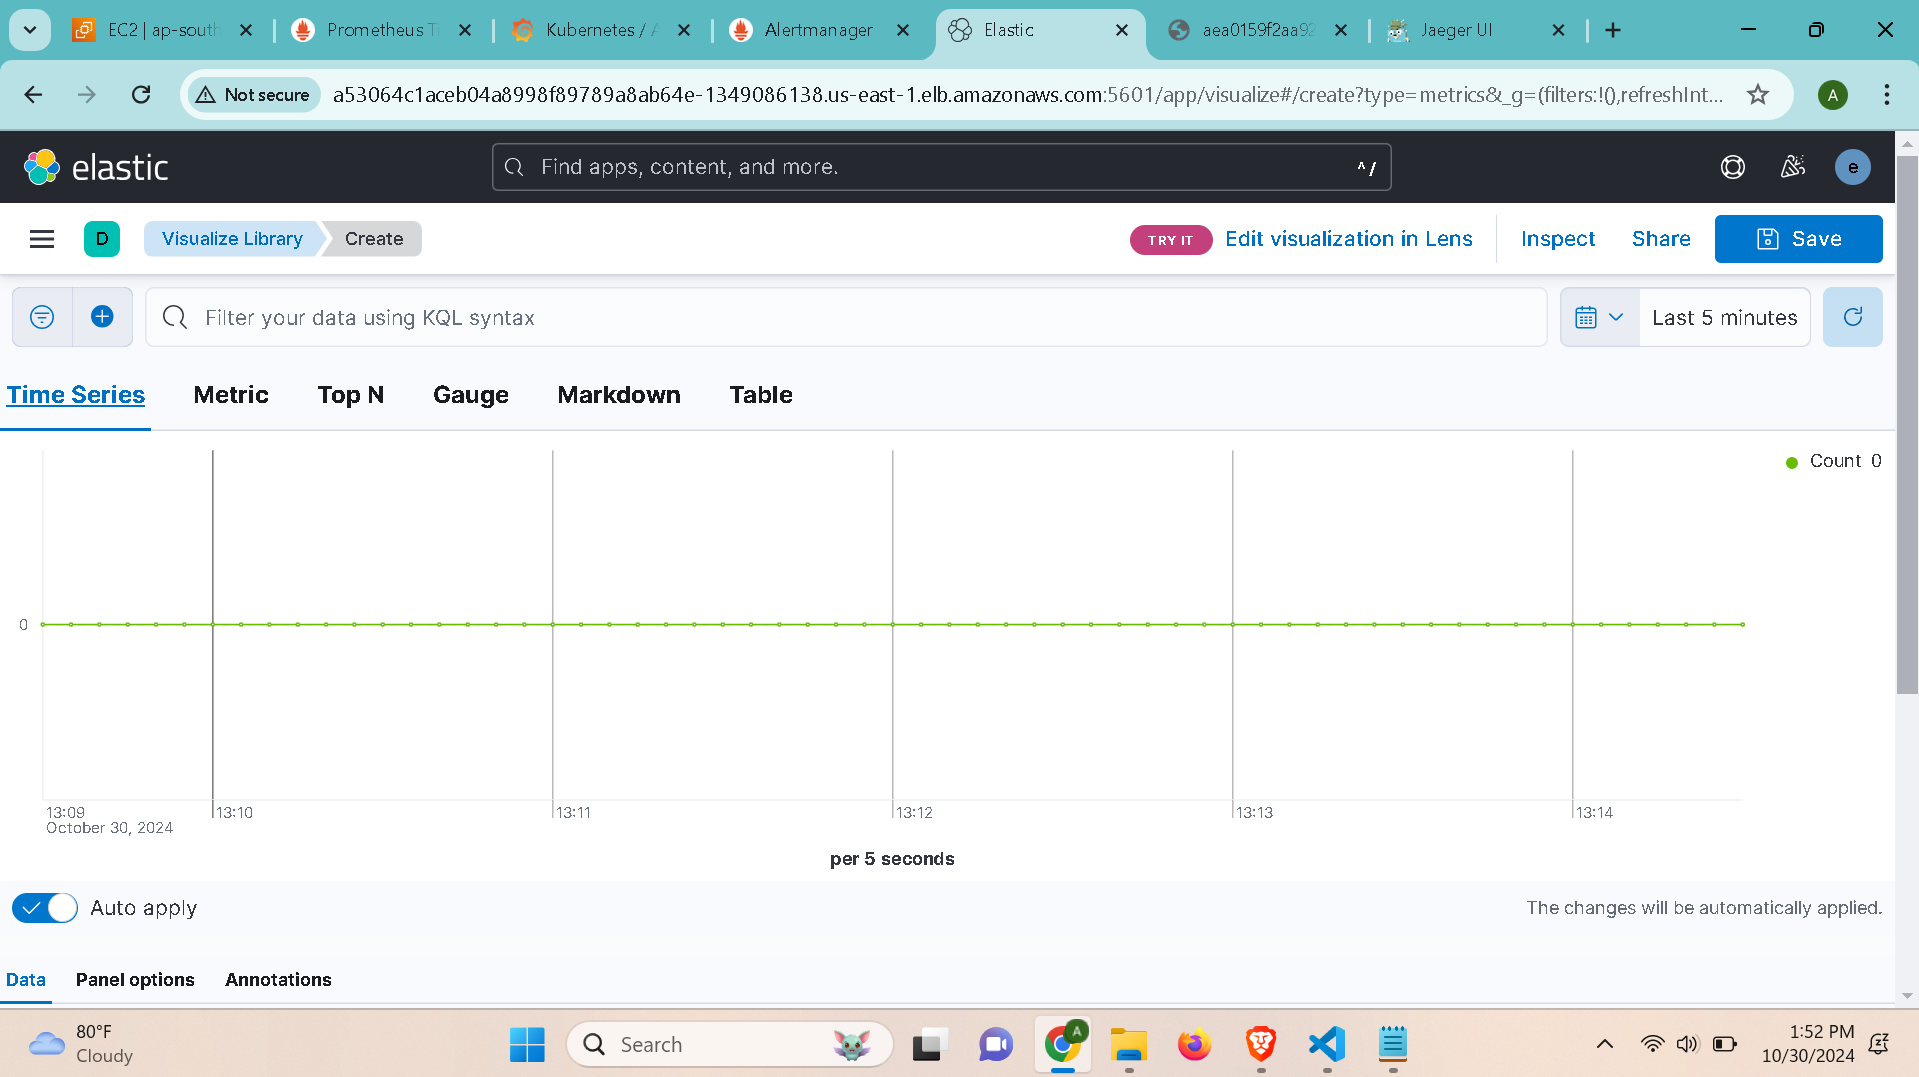 EC2 | ap-south
Prometheus Ti
Kubernetes / A
Alertmanager
Elastic
aea0159f2aa92
Jaeger UI
Not secure
a53064c1aceb04a8998f89789a8ab64e-1349086138.us-east-1.elb.amazonaws.com:5601/app/visualize#/create?type=metrics&_g=(filters:!(),refreshInt...
A
elastic
Find apps, content, and more.
^/
e
D
Visualize Library
Create
TRY IT
Edit visualization in Lens
Inspect
Share
Save
Filter your data using KQL syntax
Last 5 minutes
Time Series
Metric
Top N
Gauge
Markdown
Table
Count 0
0
13:09
October 30, 2024
13:10
13:11
13:12
13:13
13:14
per 5 seconds
Auto apply
The changes will be automatically applied.
Data
Panel options
Annotations
80°F
Cloudy
Search
A
1:52 PM
10/30/2024